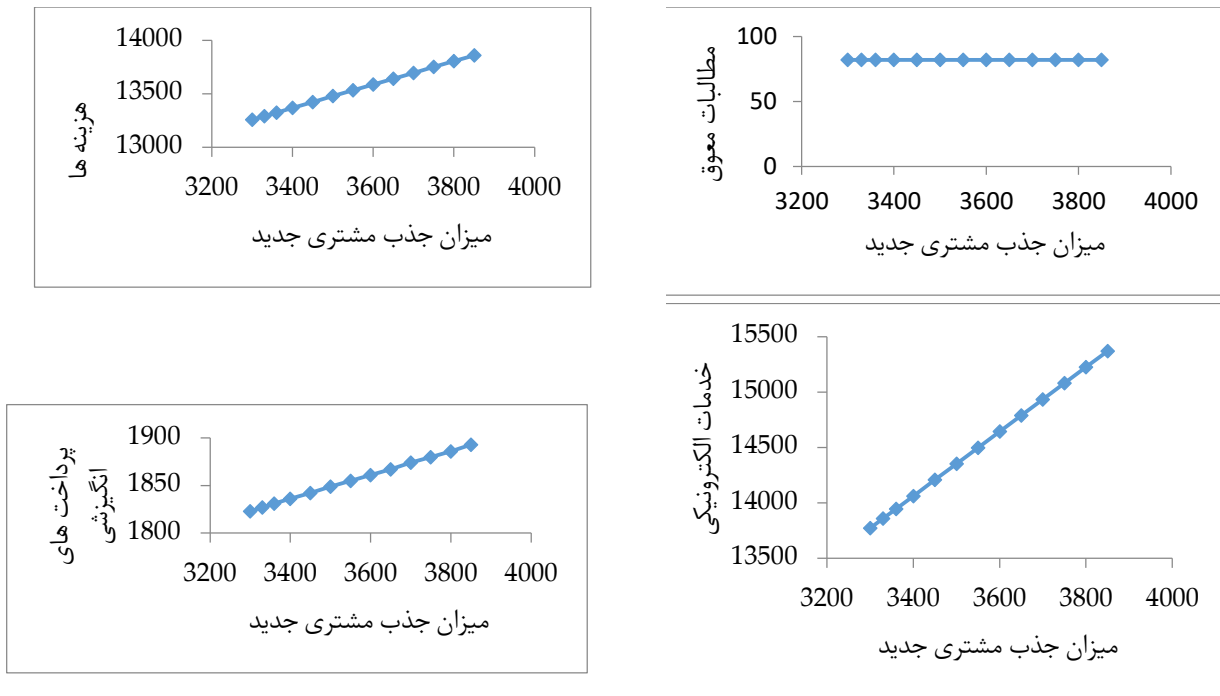 14000
13500
13000
3200 3400 3600 3800 4000
هزینه ها
میزان جذب مشتری جدید
100
50
0
3200 3400 3600 3800 4000
مطالبات معوق
میزان جذب مشتری جدید
1900
1850
1800
3200 3400 3600 3800 4000
پرداخت های
انگیزشی
میزان جذب مشتری جدید
15500
15000
14500
14000
13500
3200 3400 3600 3800 4000
خدمات الکترونیکی
میزان جذب مشتری جدید